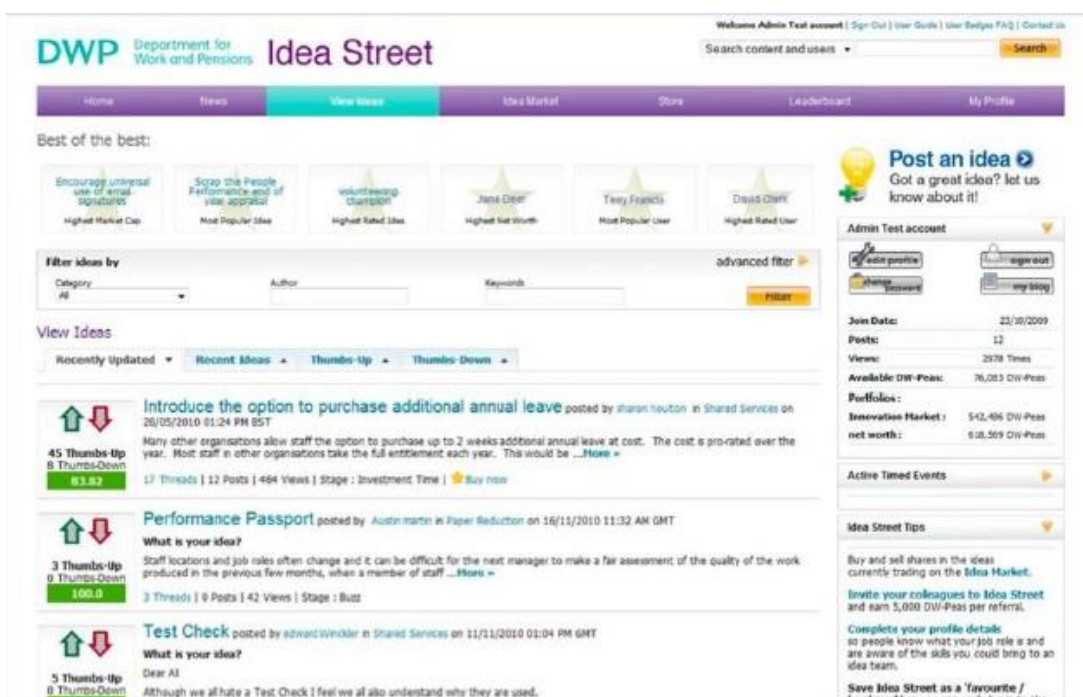 Welcome Admin Test account | Sign Out | User Guide | User Badges FAQ | Contact Us
DWP Department for Work and Pensions Idea Street
Search content and users Search
Home News View Ideas Idea Market Store Leaderboard My Profile
Best of the best:
Encourage universal use of email signatures
Highest Market Cap
Scrap the People Performance end of year appraisal
Most Popular Idea
volunteering champion
Highest Rated Idea
Jane Deer
Highest Net Worth
Terry Francis
Most Popular User
David Clark
Highest Rated User
Filter ideas by advanced filter
Category Author Keywords
All Filter
View Ideas
Recently Updated Recent Ideas Thumbs-Up Thumbs-Down
Introduce the option to purchase additional annual leave posted by sharon houlton in Shared Services on
26/05/2010 01:24 PM BST
Many other organisations allow staff the option to purchase up to 2 weeks additional annual leave at cost. The cost is pro-rated over the
year. Most staff in other organisations take the full entitlement each year. This would be ...More »
45 Thumbs-Up
8 Thumbs-Down
83.82
17 Threads | 12 Posts | 464 Views | Stage : Investment Time | Buy now
Performance Passport posted by Austin martin in Paper Reduction on 16/11/2010 11:32 AM GMT
What is your idea?
Staff locations and job roles often change and it can be difficult for the next manager to make a fair assessment of the quality of the work
produced in the previous few months, when a member of staff ...More »
3 Thumbs-Up
0 Thumbs-Down
100.0
3 Threads | 0 Posts | 42 Views | Stage : Buzz
Test Check posted by edward Winckler in Shared Services on 11/11/2010 01:04 PM GMT
What is your idea?
Dear All
Although we all hate a Test Check I feel we all also understand why they are used.
5 Thumbs-Up
0 Thumbs-Down
Post an idea
Got a great idea? let us
know about it!
Admin Test account
edit profile sign out
change password my blog
Join Date: 23/10/2009
Posts: 12
Views: 2978 Times
Available DW-Peas: 76,083 DW-Peas
Portfolios :
Innovation Market : 542,486 DW-Peas
net worth : 618,569 DW-Peas
Active Timed Events
Idea Street Tips
Buy and sell shares in the ideas
currently trading on the Idea Market.
Invite your colleagues to Idea Street
and earn 5,000 DW-Peas per referral.
Complete your profile details
so people know what your job role is and
are aware of the skills you could bring to an
idea team.
Save Idea Street as a 'favourite /